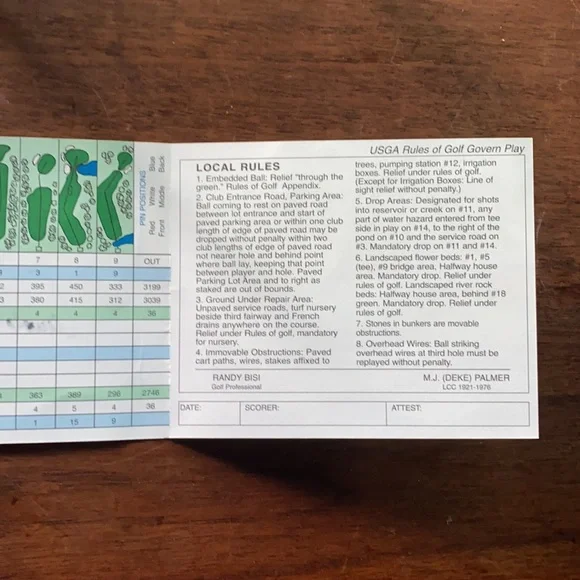 USGA Rules of Golf Govern Play
LOCAL RULES
1. Embedded Ball: Relief "through the
green." Rules of Golf Appendix.
2. Club Entrance Road, Parking Area:
Ball coming to rest on paved road
between lot entrance and start of
paved parking area or within one club
length of edge of paved road may be
dropped without penalty within two
club lengths of edge of paved road
not nearer hole and behind point
where ball lay, keeping that point
between player and hole. Paved
Parking Lot Area and to right as
staked are out of bounds.
3. Ground Under Repair Area:
Unpaved service roads, turf nursery
beside third fairway and French
drains anywhere on the course.
Relief under Rules of Golf, mandatory
for nursery.
4. Immovable Obstructions: Paved
cart paths, wires, stakes affixed to
trees, pumping station #12, irrigation
boxes. Relief under rules of golf.
(Except for Irrigation Boxes: Line of
sight relief without penalty.)
5. Drop Areas: Designated for shots
into reservoir or creek on #11, any
part of water hazard entered from tee
side in play on #14, to the right of the
pond on #10 and the service road on
#3. Mandatory drop on #11 and #14.
6. Landscaped flower beds: #1, #5
(tee), #9 bridge area, Halfway house
area. Mandatory drop. Relief under
rules of golf. Landscaped river rock
beds: Halfway house area, behind #18
green. Mandatory drop. Relief under
rules of golf.
7. Stones in bunkers are movable
obstructions.
8. Overhead Wires: Ball striking
overhead wires at third hole must be
replayed without penalty.
RANDY BISI
Golf Professional
M.J. (DEKE) PALMER
LCC 1921-1976
DATE: SCORER: ATTEST:
PIN POSITIONS
Red White Blue
Front Middle Back
7 8 9 OUT
3 1 9
395 450 333 3199
380 415 312 3039
4 4 4 36
383 389 298 2746
4 5 4 36
1 15 9